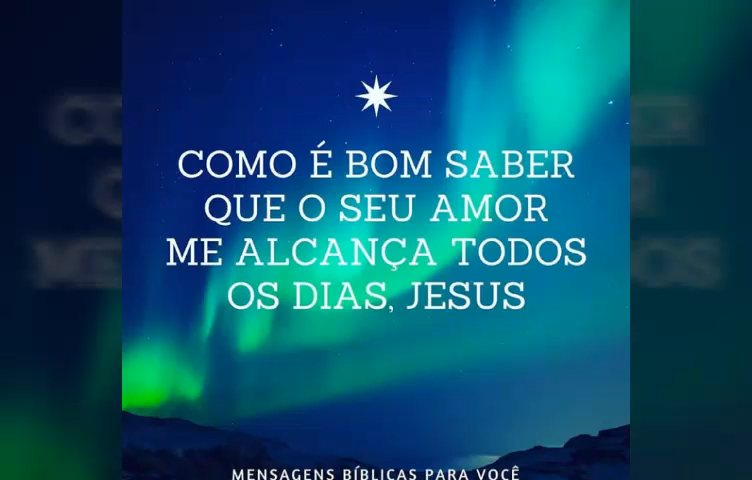 COMO É BOM SABER
QUE O SEU AMOR
ME ALCANÇA TODOS
OS DIAS, JESUS
MENSAGENS BÍBLICAS PARA VOCÊ